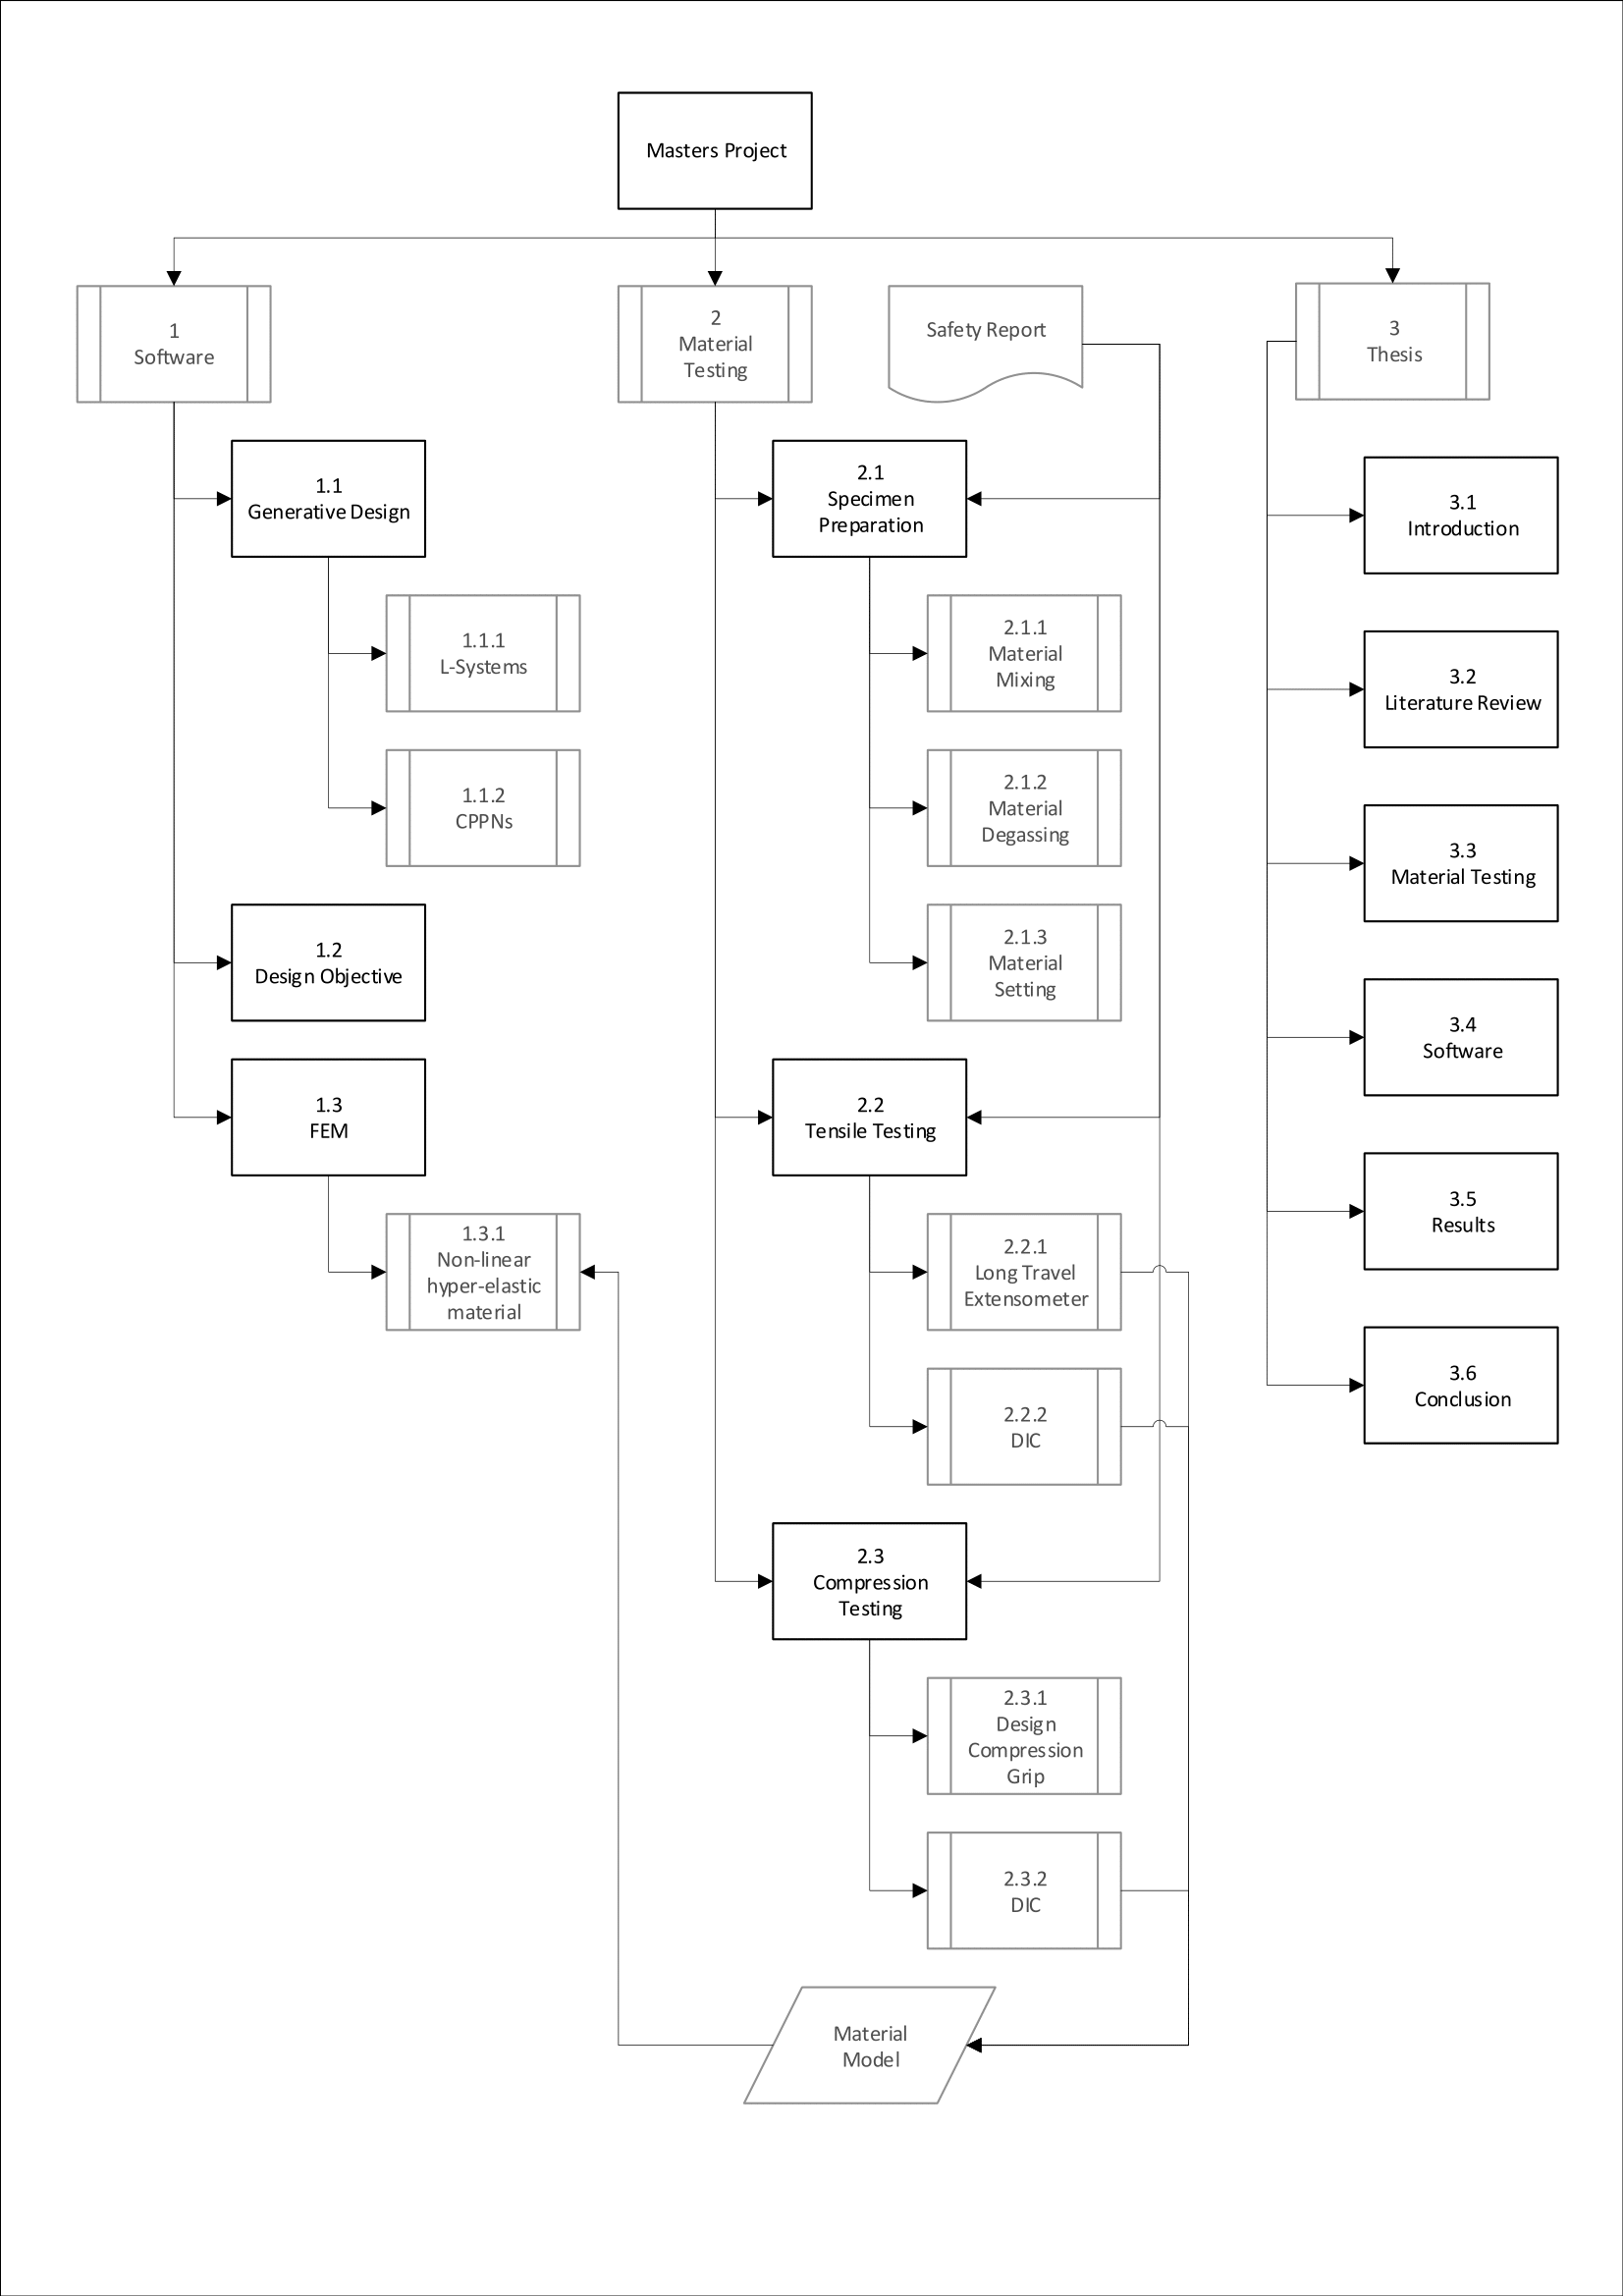 Masters Project
1
Software
2
Material
Testing
Safety Report
3
Thesis
1.1
Generative Design
1.1.1
L-Systems
1.1.2
CPPNs
1.2
Design Objective
1.3
FEM
1.3.1
Non-linear
hyper-elastic
material
2.1
Specimen
Preparation
2.1.1
Material
Mixing
2.1.2
Material
Degassing
2.1.3
Material
Setting
2.2
Tensile Testing
2.2.1
Long Travel
Extensometer
2.2.2
DIC
2.3
Compression
Testing
2.3.1
Design
Compression
Grip
2.3.2
DIC
Material
Model
3.1
Introduction
3.2
Literature Review
3.3
Material Testing
3.4
Software
3.5
Results
3.6
Conclusion